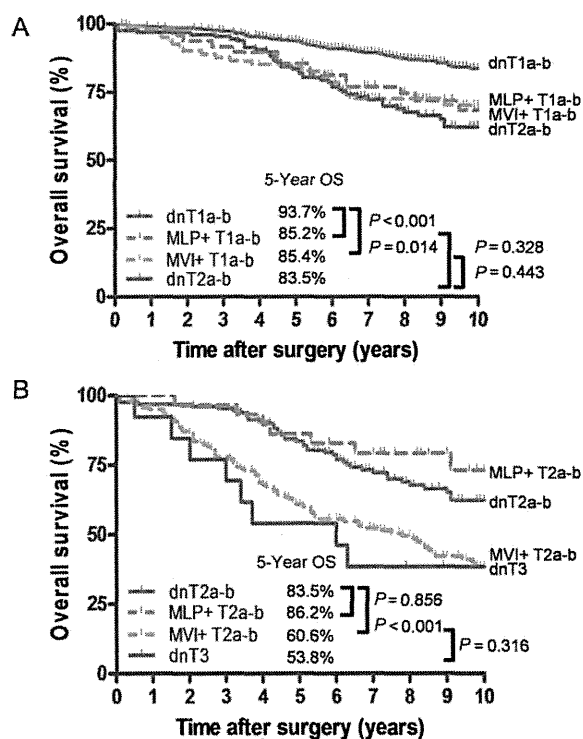 A
Overall survival (%)
100
75
50
25
0
dnT1a-b
MLP+ T1a-b
MVI+ T1a-b
dnT2a-b
5-Year OS
dnT1a-b 93.7%
MLP+ T1a-b 85.2%
MVI+ T1a-b 85.4%
dnT2a-b 83.5%
P < 0.001
P = 0.014
P = 0.328
P = 0.443
0 1 2 3 4 5 6 7 8 9 10
Time after surgery (years)
B
Overall survival (%)
100
75
50
25
0
MLP+ T2a-b
dnT2a-b
MVI+ T2a-b
dnT3
5-Year OS
dnT2a-b 83.5%
MLP+ T2a-b 86.2%
MVI+ T2a-b 60.6%
dnT3 53.8%
P = 0.856
P < 0.001
P = 0.316
0 1 2 3 4 5 6 7 8 9 10
Time after surgery (years)